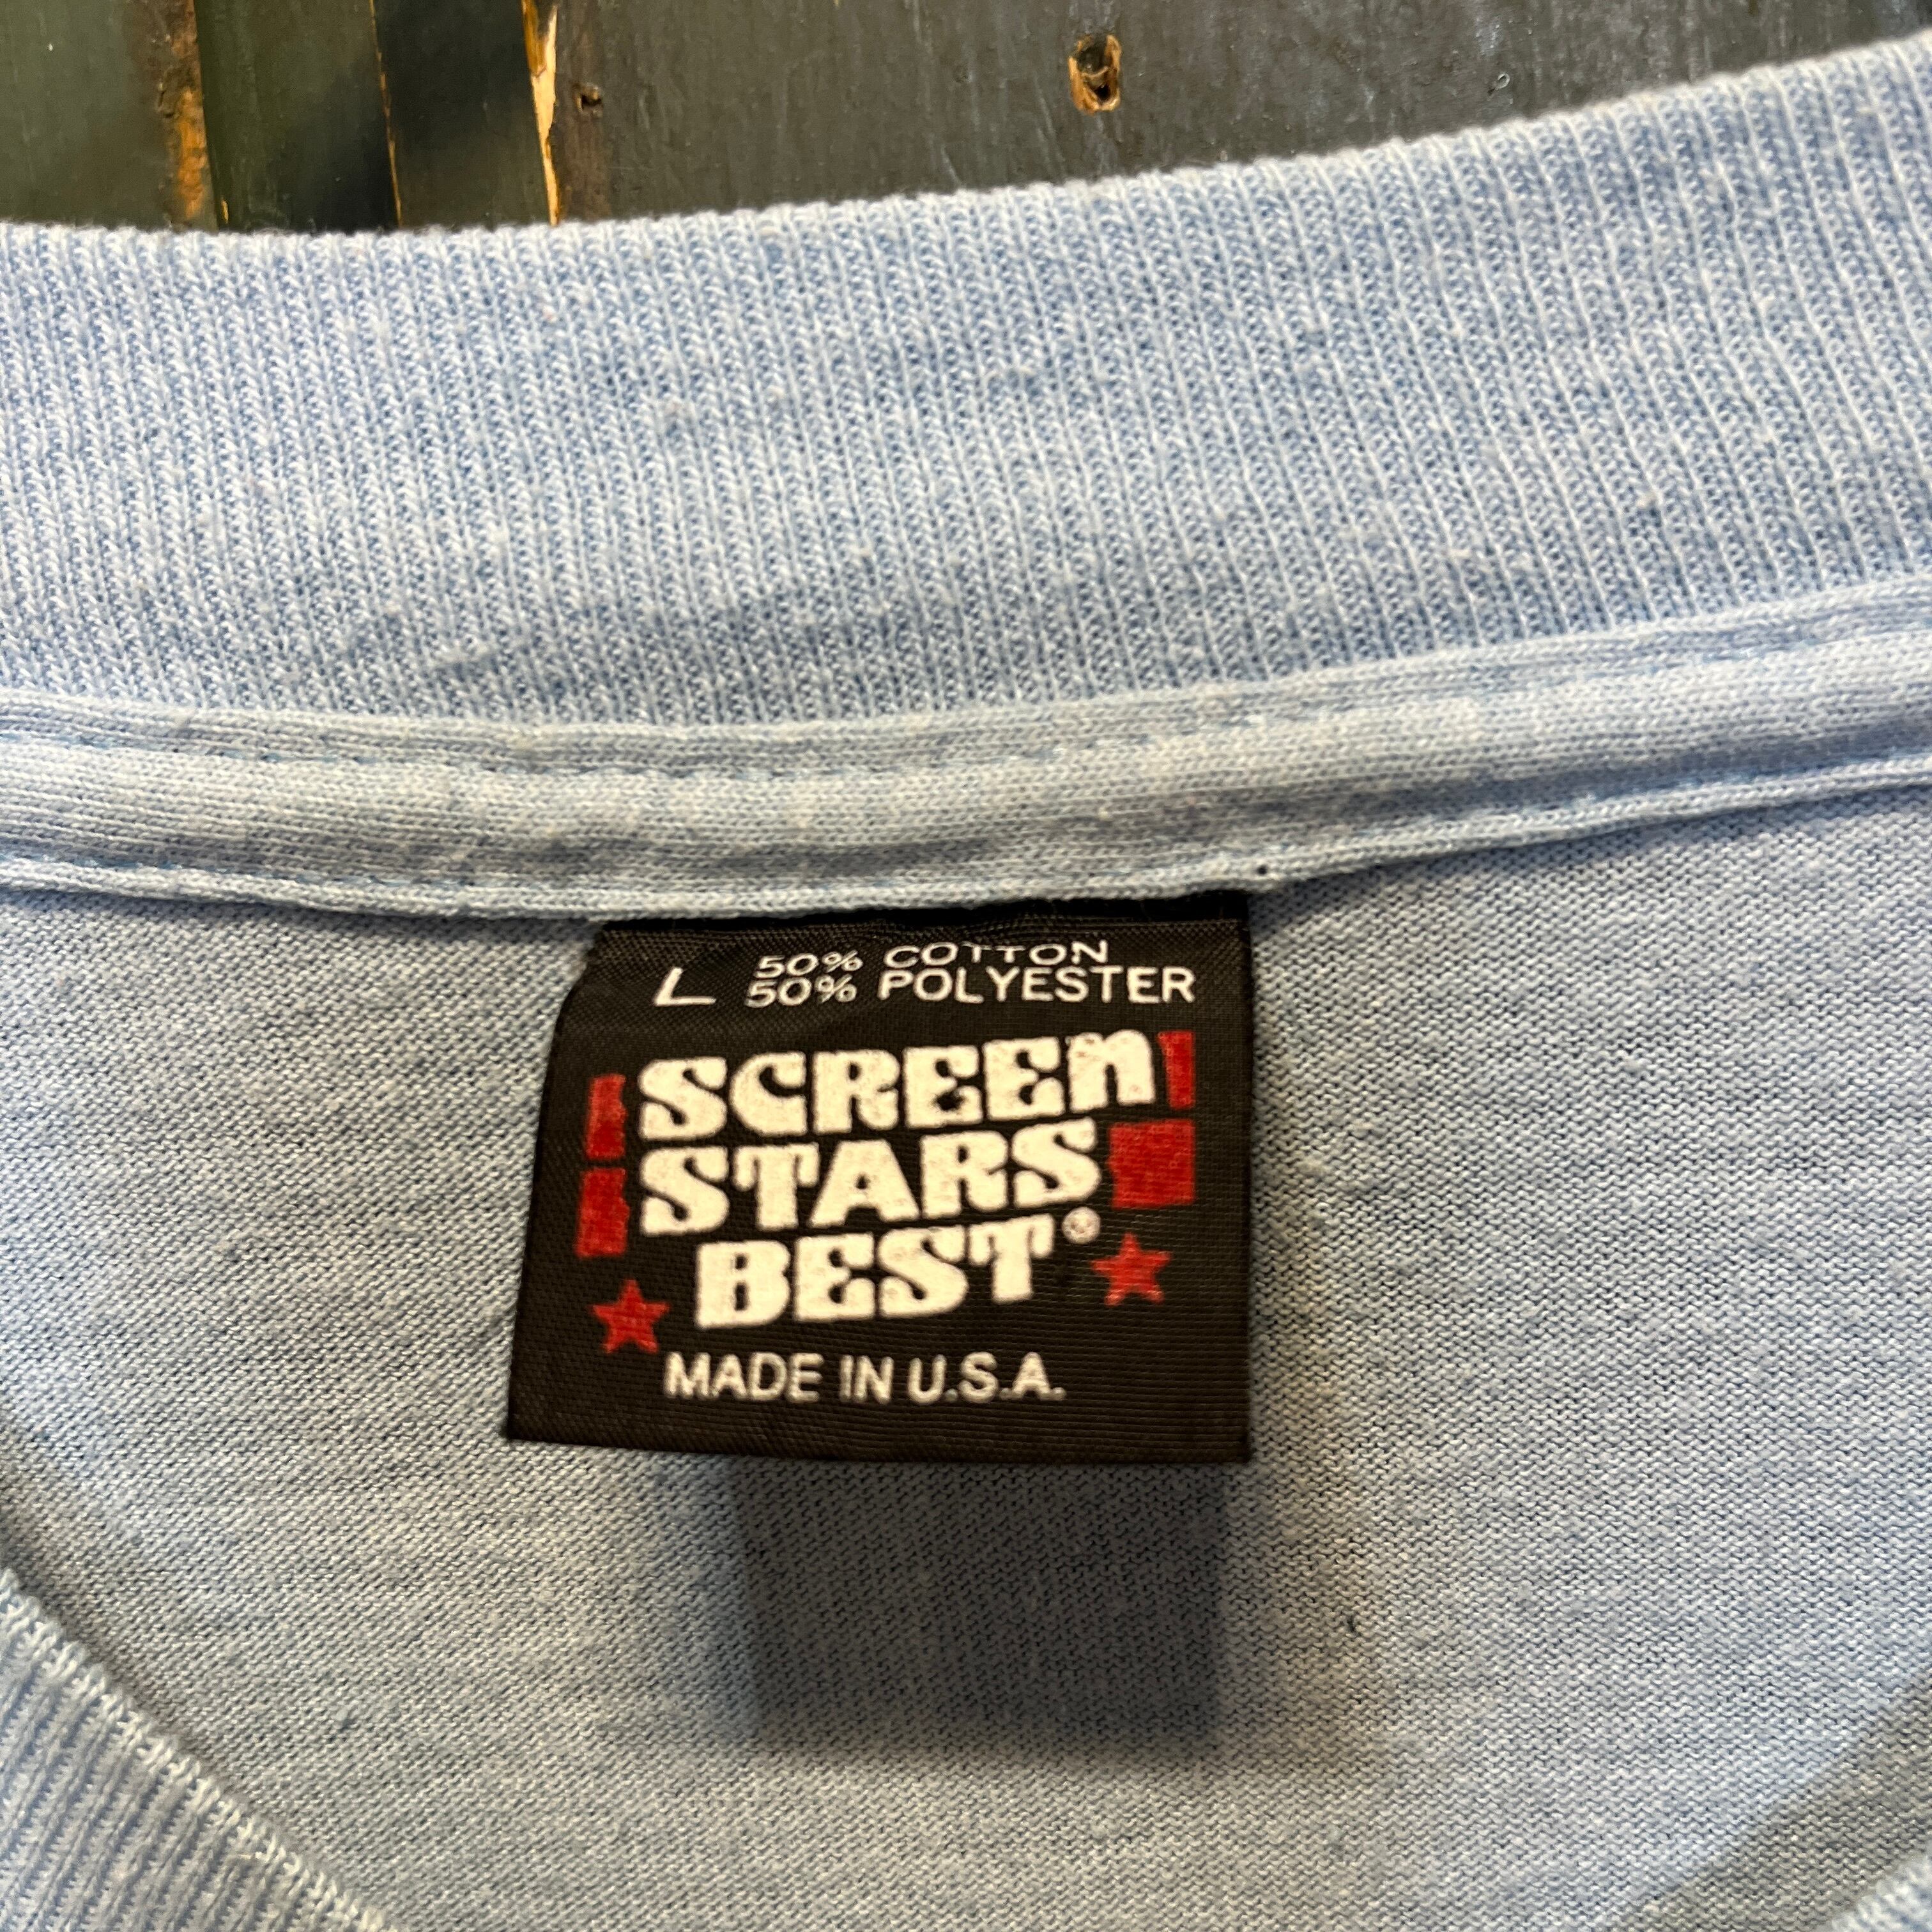 L 50% COTTON
50% POLYESTER
SCREEn
STARS
BEST®
MADE IN U.S.A.